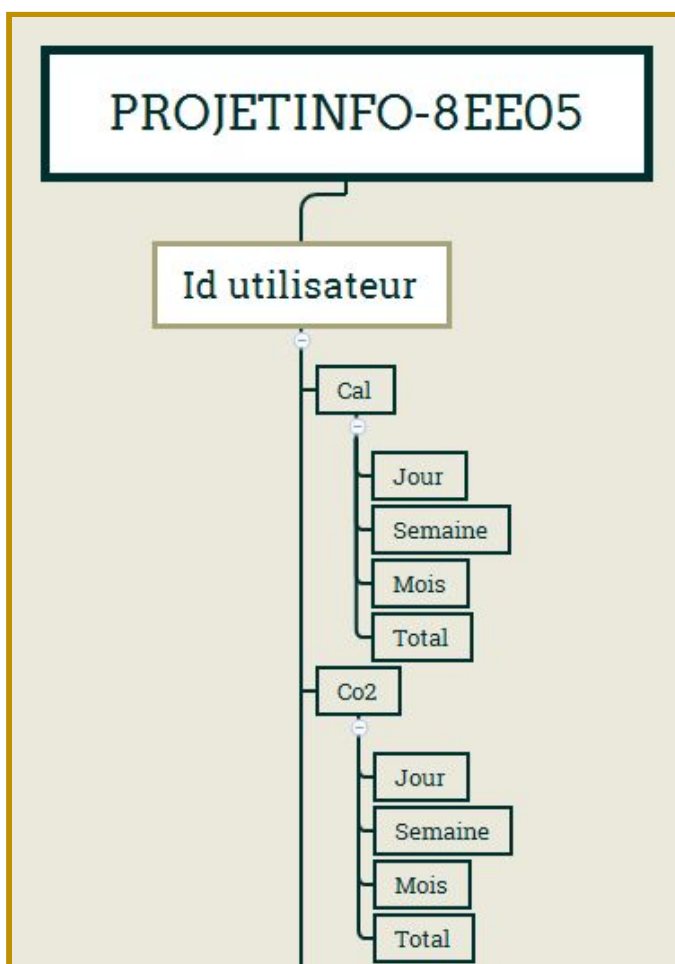 PROJETINFO-8EE05
Id utilisateur
Cal
Jour
Semaine
Mois
Total
Co2
Jour
Semaine
Mois
Total